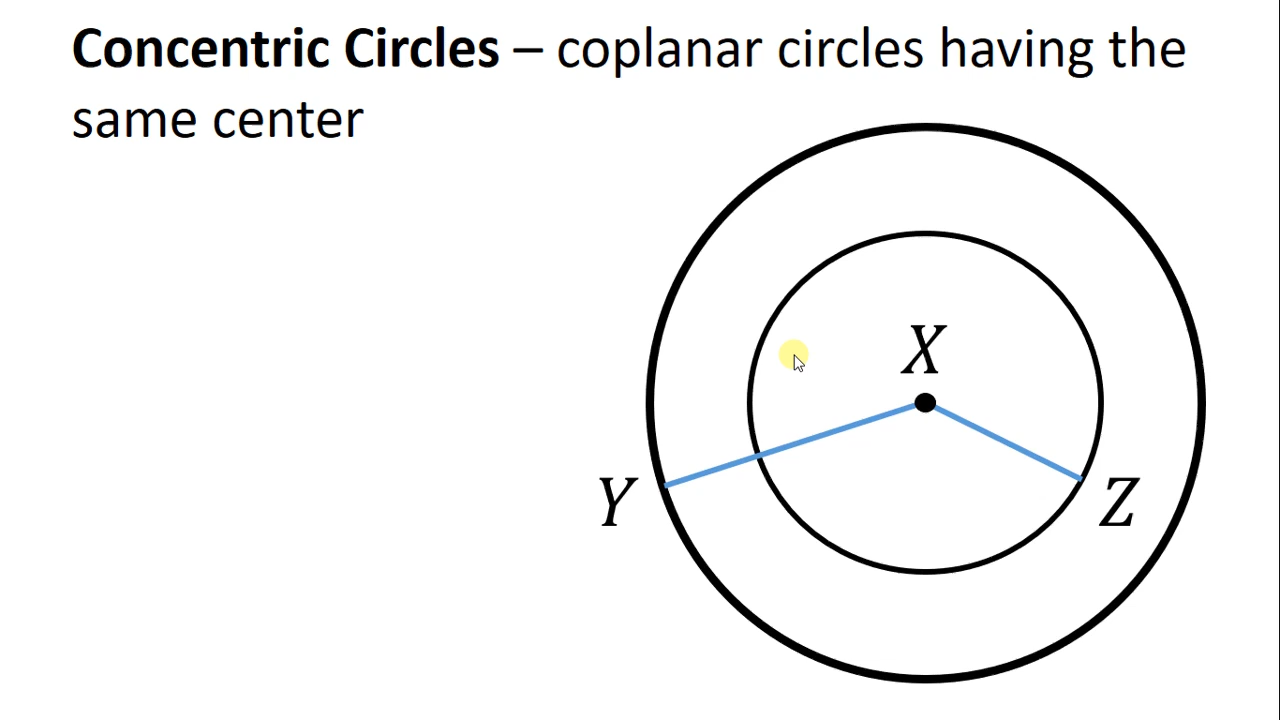 Concentric Circles – coplanar circles having the
same center
X
Y
Z